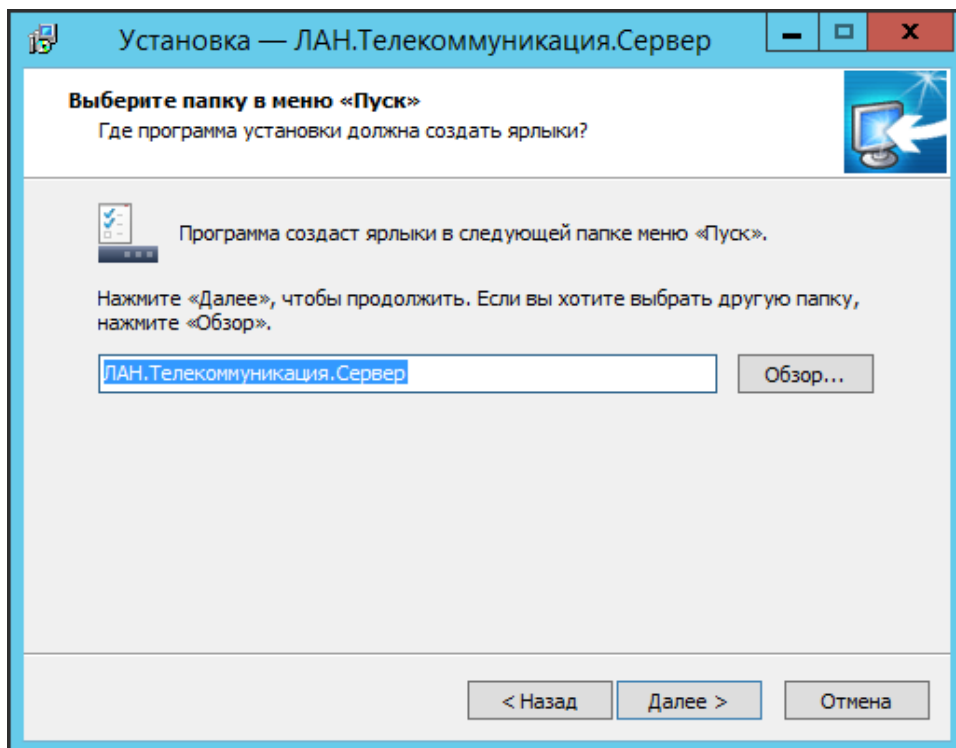 Установка — ЛАН.Телекоммуникация.Сервер
Выберите папку в меню «Пуск»
Где программа установки должна создать ярлыки?
Программа создаст ярлыки в следующей папке меню «Пуск».
Нажмите «Далее», чтобы продолжить. Если вы хотите выбрать другую папку,
нажмите «Обзор».
ЛАН.Телекоммуникация.Сервер
Обзор...
< Назад
Далее >
Отмена